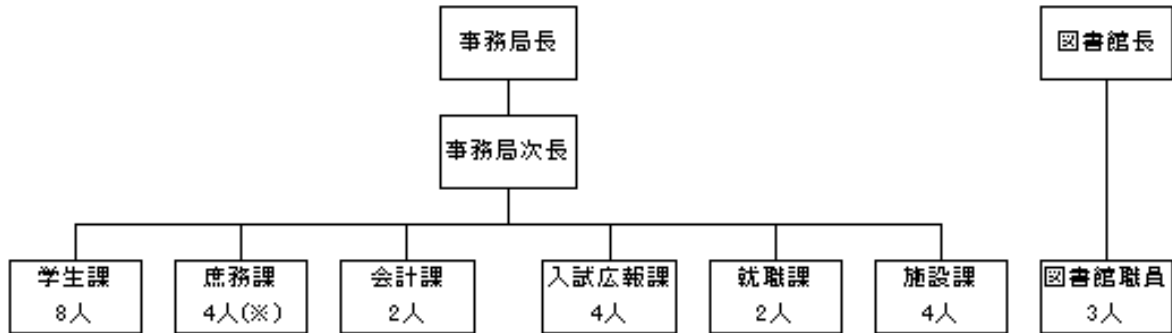 事務局長
図書館長
事務局次長
学生課
8人
庶務課
4人(※)
会計課
2人
入試広報課
4人
就職課
2人
施設課
4人
図書館職員
3人